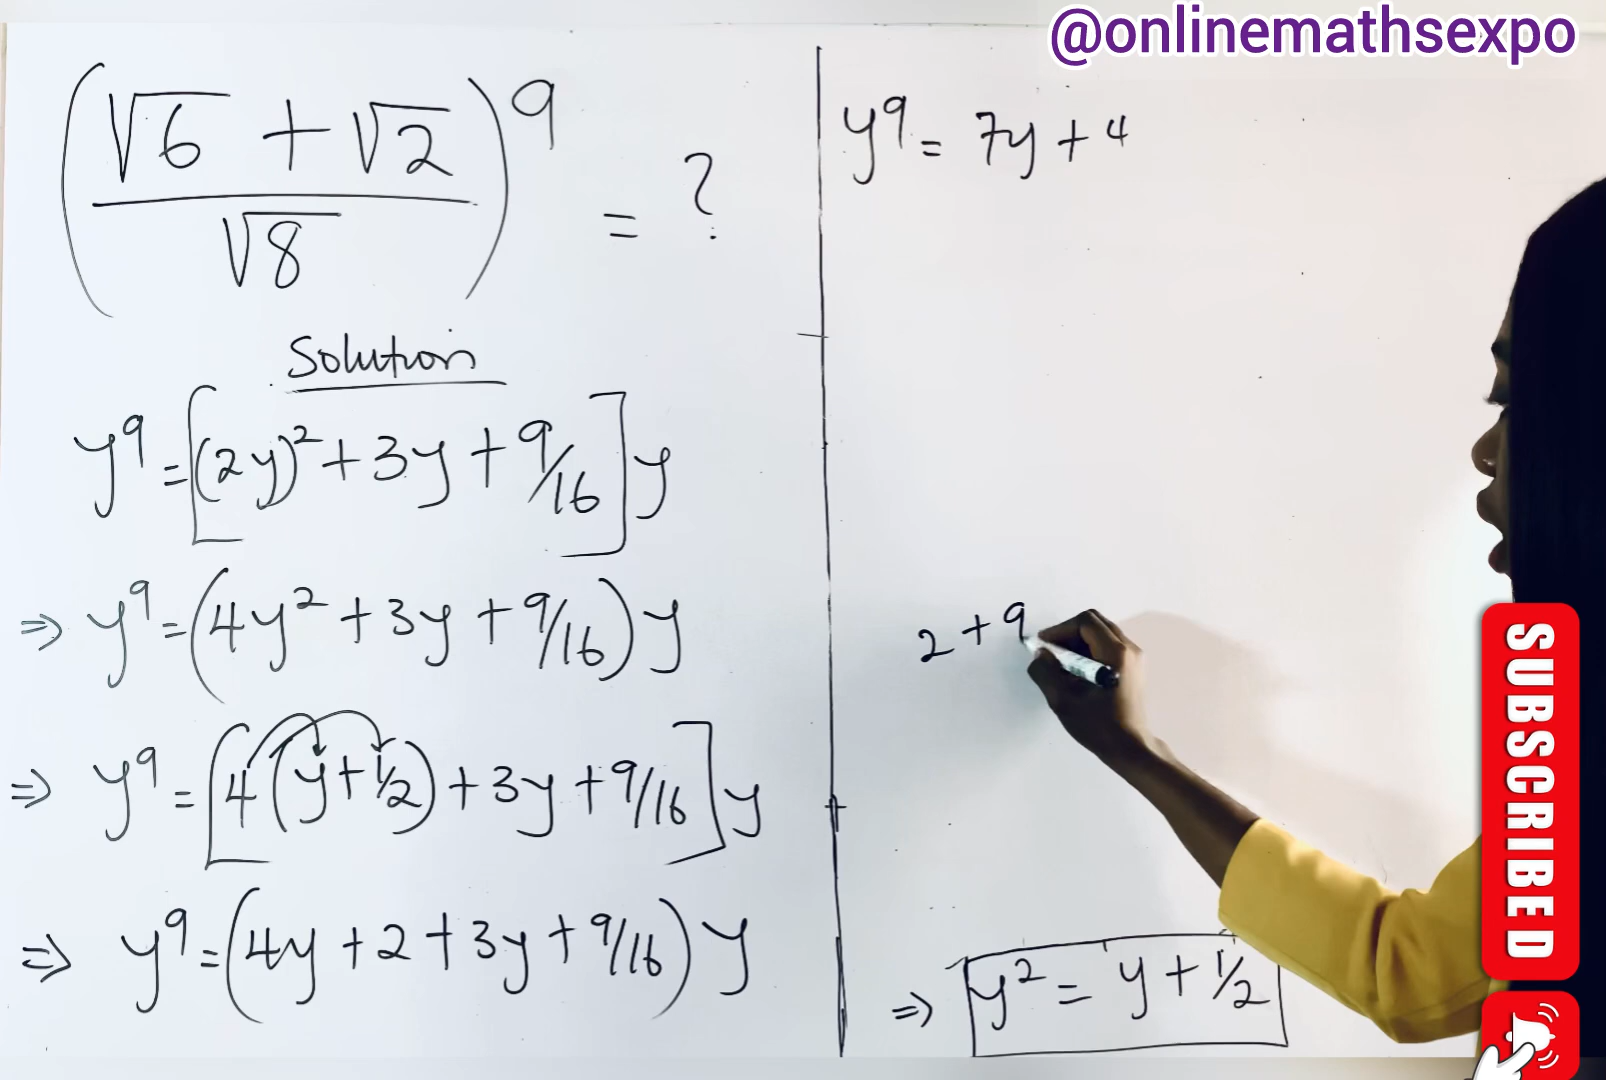 @onlinemathsexpo
(√6 + √2 / √8)^9 = ?
Solution
y^9 = [(2y)^2 + 3y + 9/16] y
⇒ y^9 = (4y^2 + 3y + 9/16) y
⇒ y^9 = [4(y + 1/2) + 3y + 9/16] y
⇒ y^9 = (4y + 2 + 3y + 9/16) y
y^9 = 7y + 4
2 + 9
⇒ y^2 = y + 1/2
SUBSCRIBED